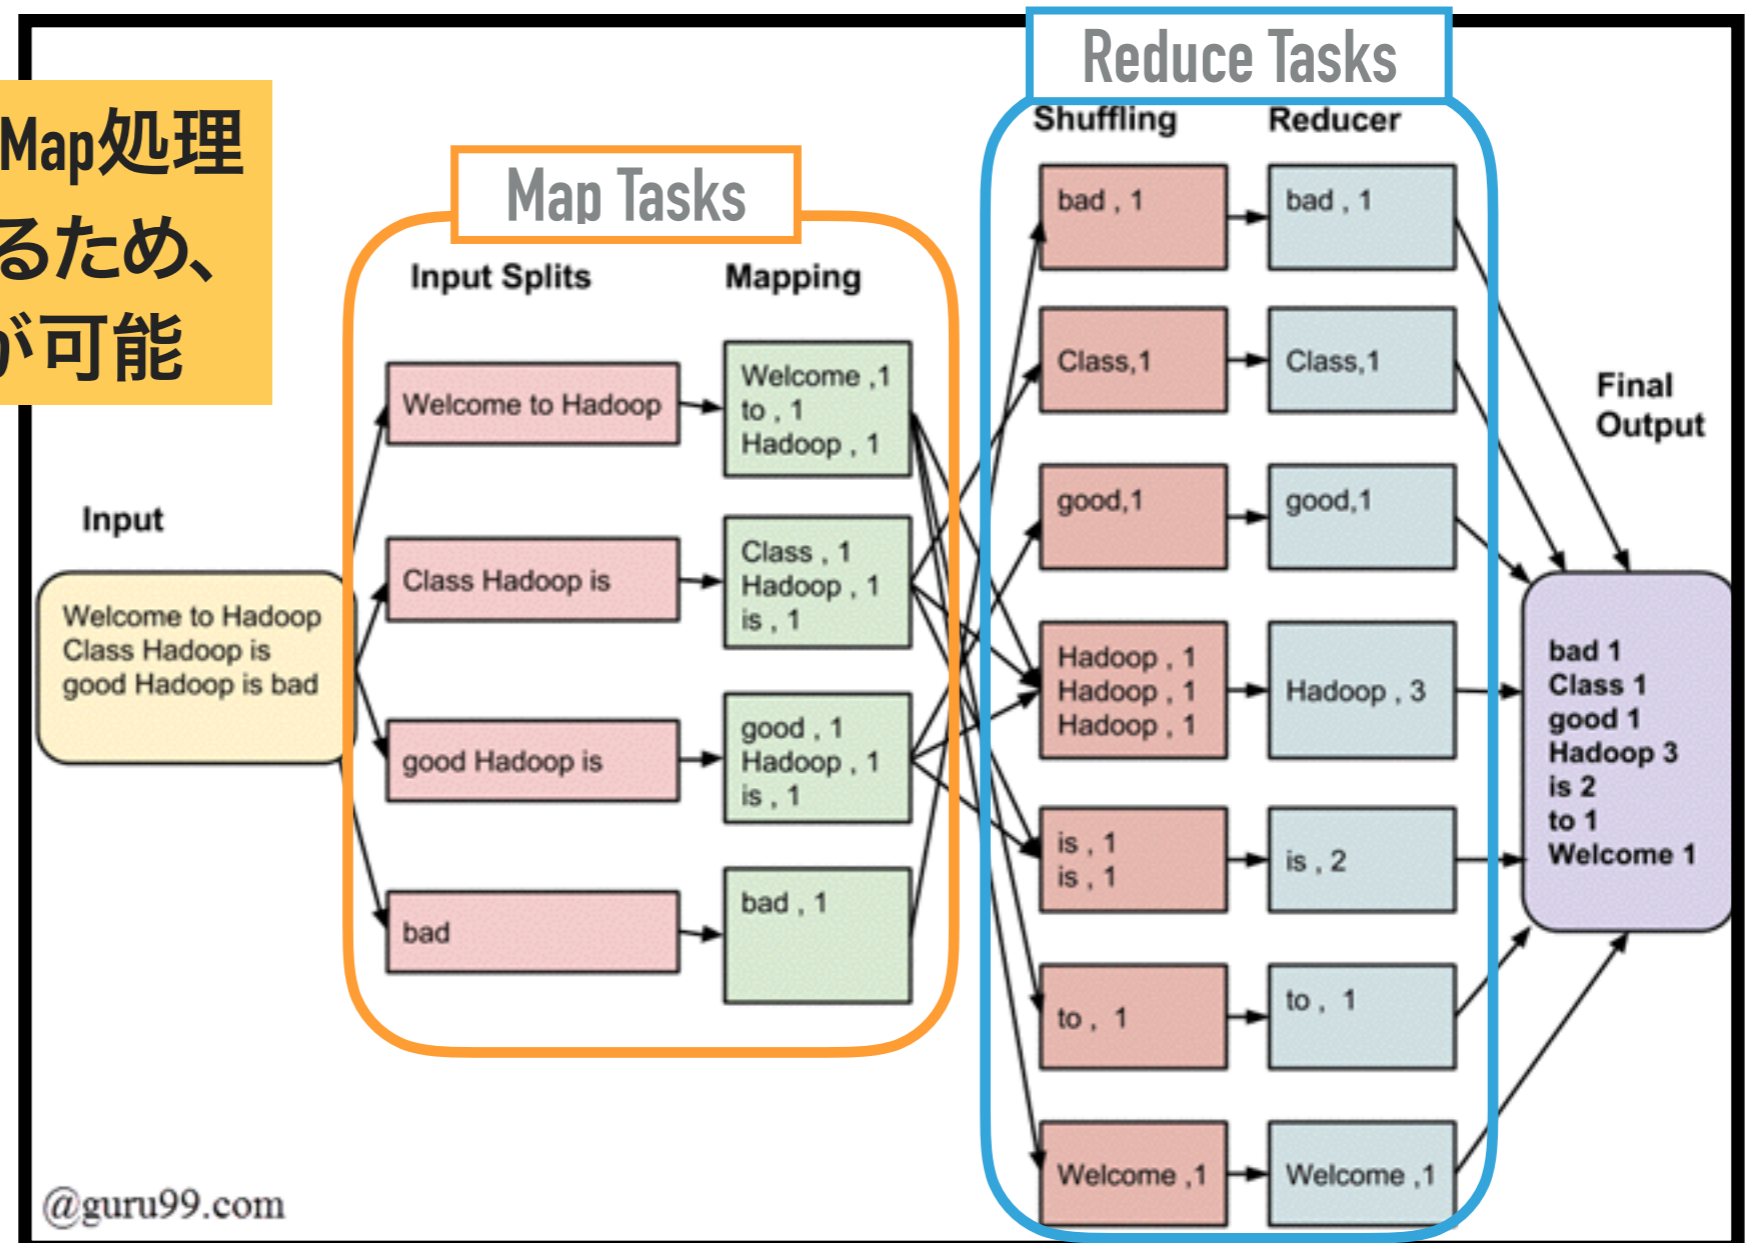 Map処理
るため、
が可能
Reduce Tasks
Map Tasks
Input
Welcome to Hadoop
Class Hadoop is
good Hadoop is bad
Input Splits
Welcome to Hadoop
Class Hadoop is
good Hadoop is
bad
Mapping
Welcome ,1
to , 1
Hadoop , 1
Class , 1
Hadoop , 1
is , 1
good , 1
Hadoop , 1
is , 1
bad , 1
Shuffling
bad , 1
Class,1
good,1
Hadoop , 1
Hadoop , 1
Hadoop , 1
is , 1
is , 1
to , 1
Welcome ,1
Reducer
bad , 1
Class,1
good,1
Hadoop , 3
is , 2
to , 1
Welcome ,1
Final
Output
bad 1
Class 1
good 1
Hadoop 3
is 2
to 1
Welcome 1
@guru99.com